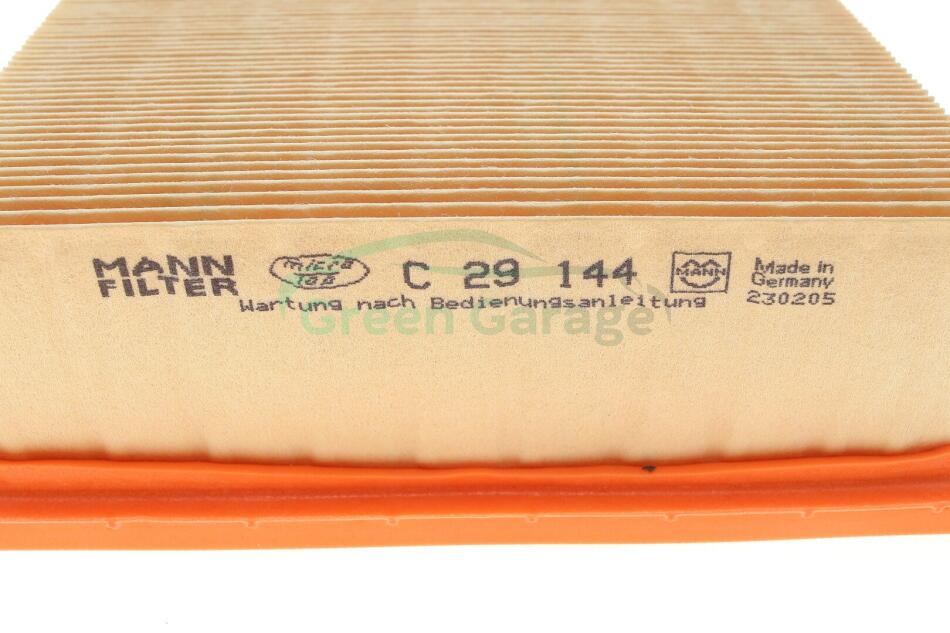 MANN
FILTER
micro
top
C 29 144
MANN
Made in
Germany
230205
Wartung nach Bedienungsanleitung
Green Garage